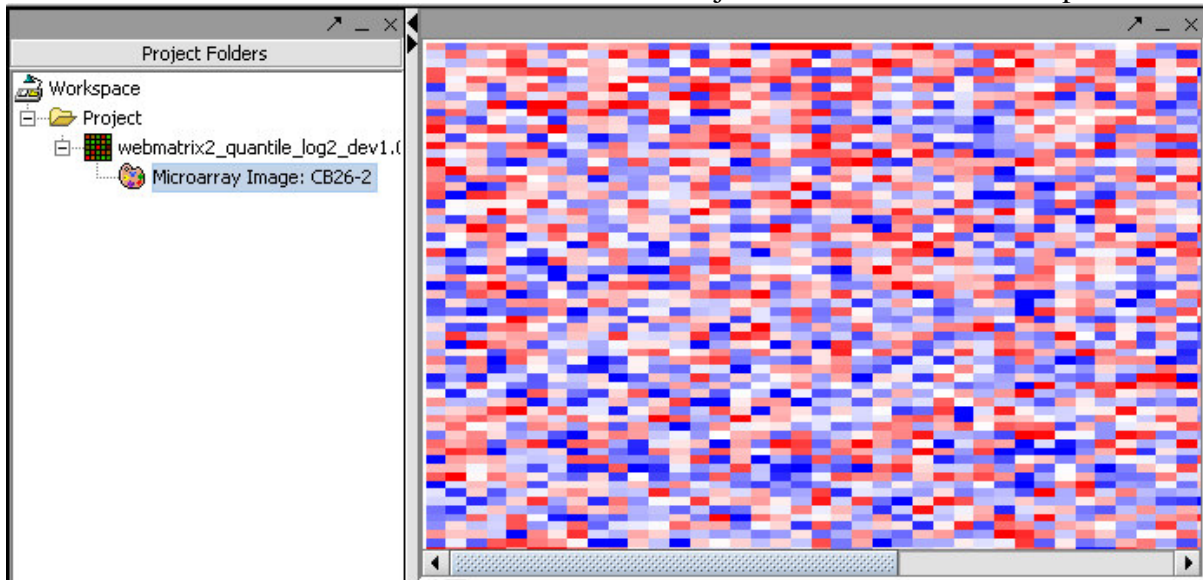 Project Folders
Workspace
Project
webmatrix2_quantile_log2_dev1.(
Microarray Image: CB26-2